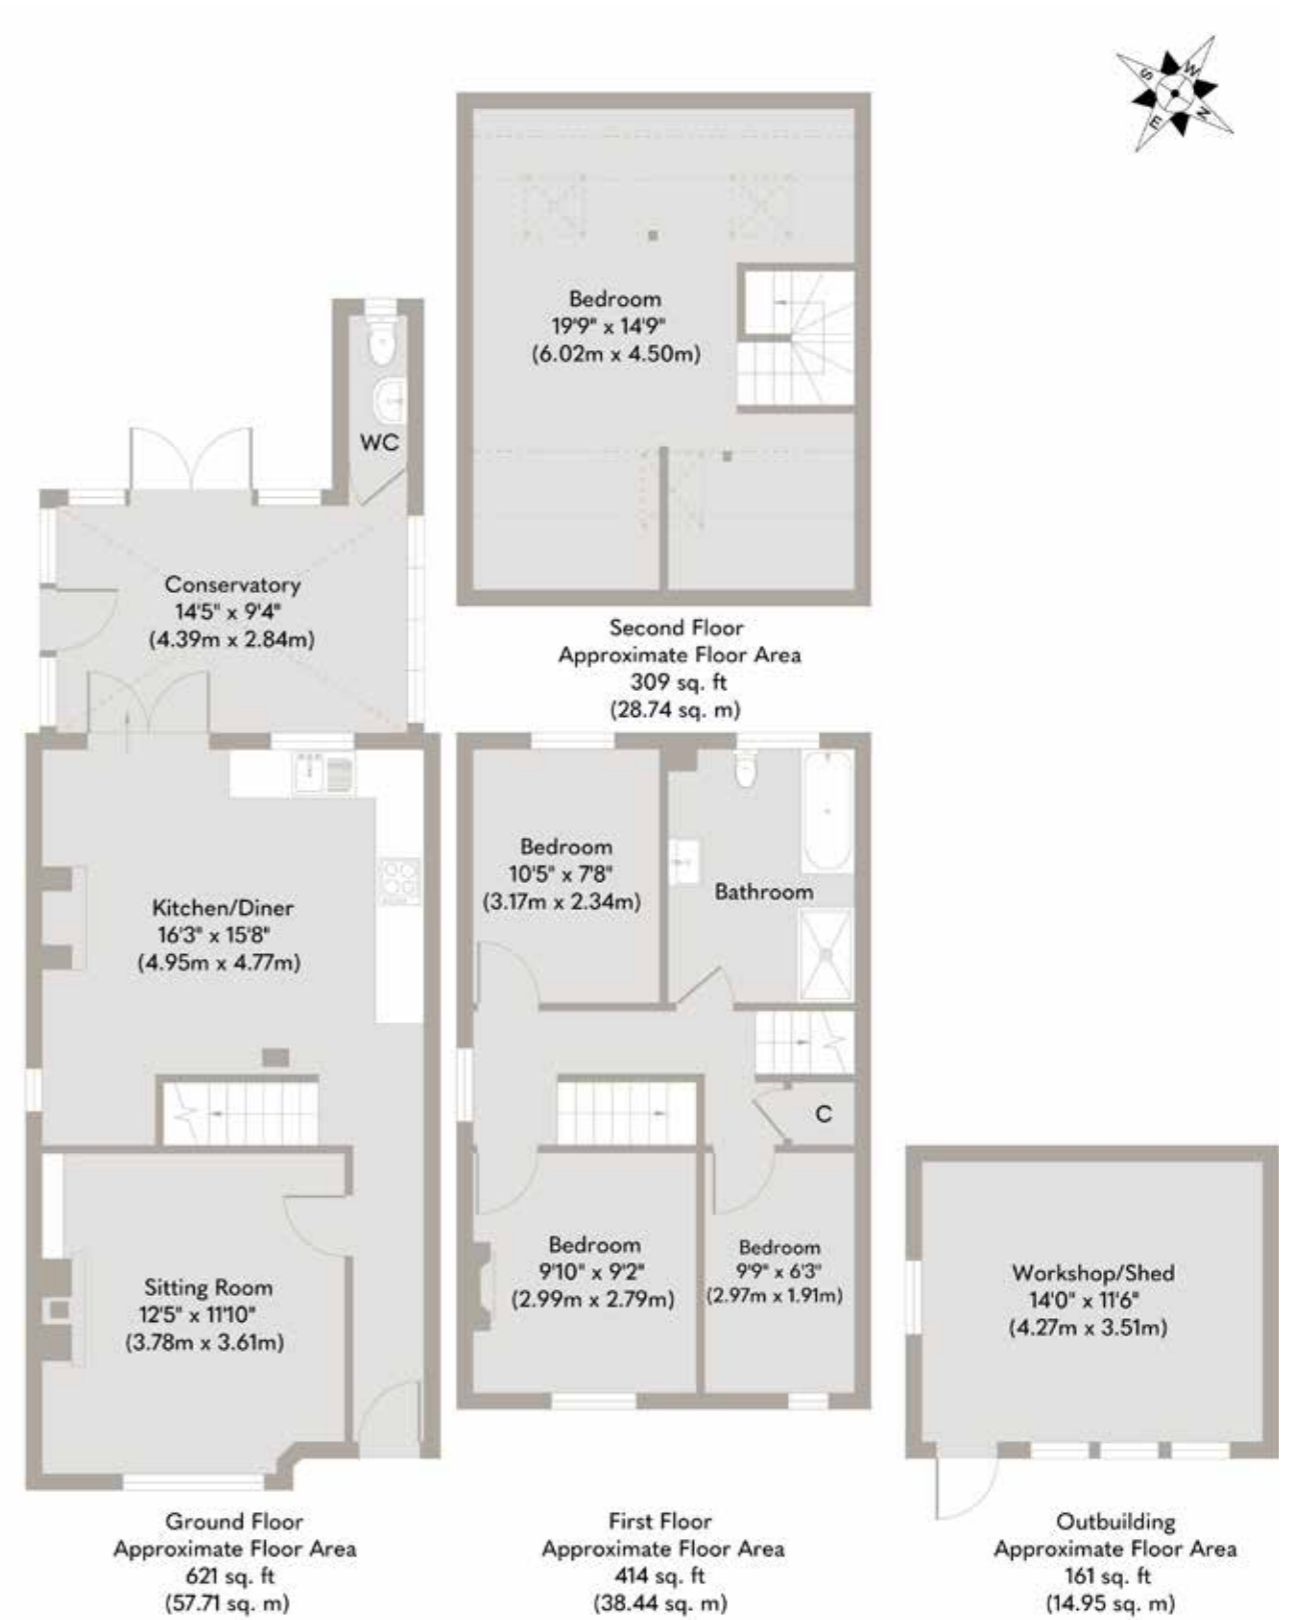 S
W
E
N
Bedroom
19'9" x 14'9"
(6.02m x 4.50m)
Second Floor
Approximate Floor Area
309 sq. ft
(28.74 sq. m)
WC
Conservatory
14'5" x 9'4"
(4.39m x 2.84m)
Kitchen/Diner
16'3" x 15'8"
(4.95m x 4.77m)
Sitting Room
12'5" x 11'10"
(3.78m x 3.61m)
Ground Floor
Approximate Floor Area
621 sq. ft
(57.71 sq. m)
Bedroom
10'5" x 7'8"
(3.17m x 2.34m)
Bathroom
C
Bedroom
9'10" x 9'2"
(2.99m x 2.79m)
Bedroom
9'9" x 6'3"
(2.97m x 1.91m)
First Floor
Approximate Floor Area
414 sq. ft
(38.44 sq. m)
Workshop/Shed
14'0" x 11'6"
(4.27m x 3.51m)
Outbuilding
Approximate Floor Area
161 sq. ft
(14.95 sq. m)